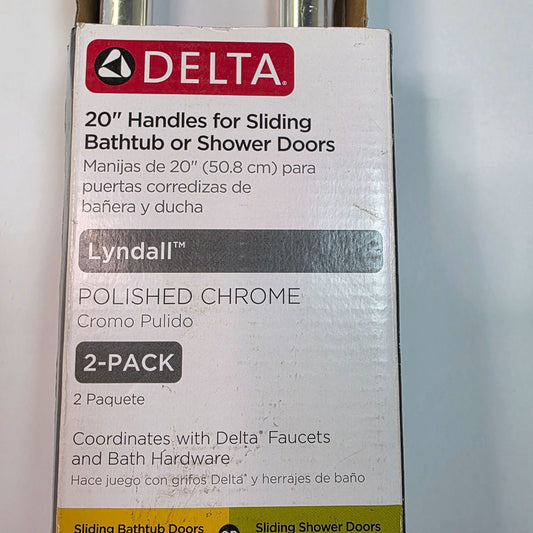 DELTA®
20" Handles for Sliding
Bathtub or Shower Doors
Manijas de 20" (50.8 cm) para
puertas corredizas de
bañera y ducha
Lyndall™
POLISHED CHROME
Cromo Pulido
2-PACK
2 Paquete
Coordinates with Delta® Faucets
and Bath Hardware
Hace juego con grifos Delta® y herrajes de baño
Sliding Bathtub Doors OR Sliding Shower Doors